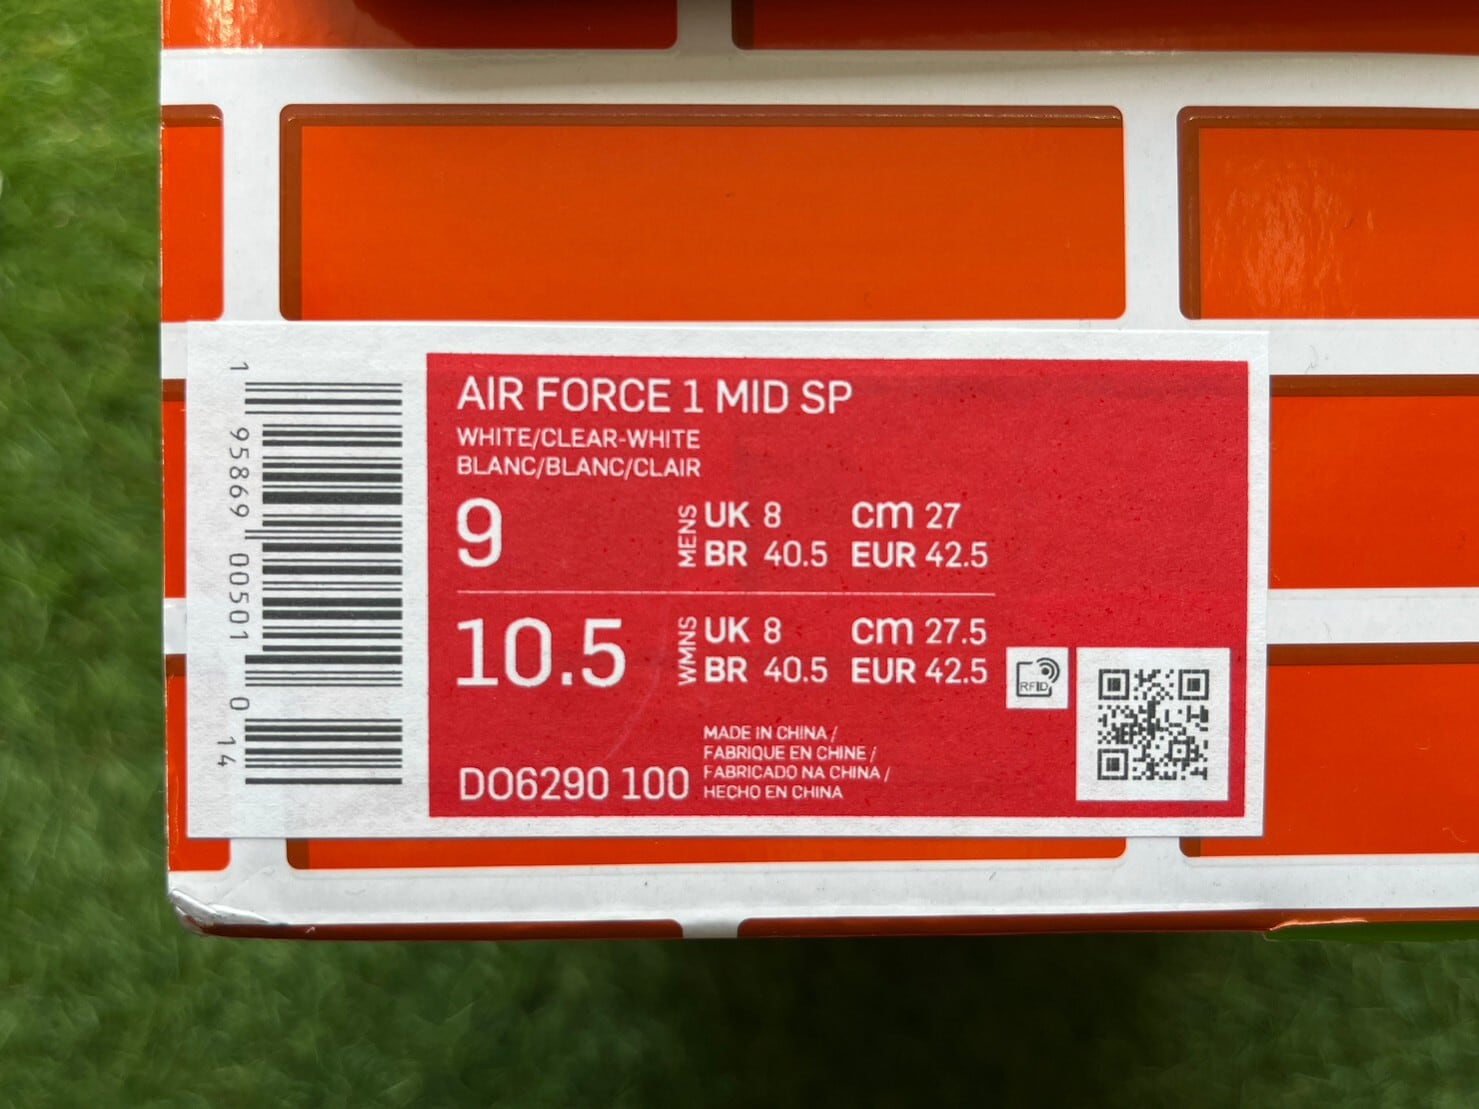 AIR FORCE 1 MID SP
WHITE/CLEAR-WHITE
BLANC/BLANC/CLAIR
9 MENS UK 8 cm 27
BR 40.5 EUR 42.5
10.5 WMNS UK 8 cm 27.5
BR 40.5 EUR 42.5
RFID
MADE IN CHINA /
FABRIQUE EN CHINE /
FABRICADO NA CHINA /
HECHO EN CHINA
DO6290 100
1 95869 00501 0 14